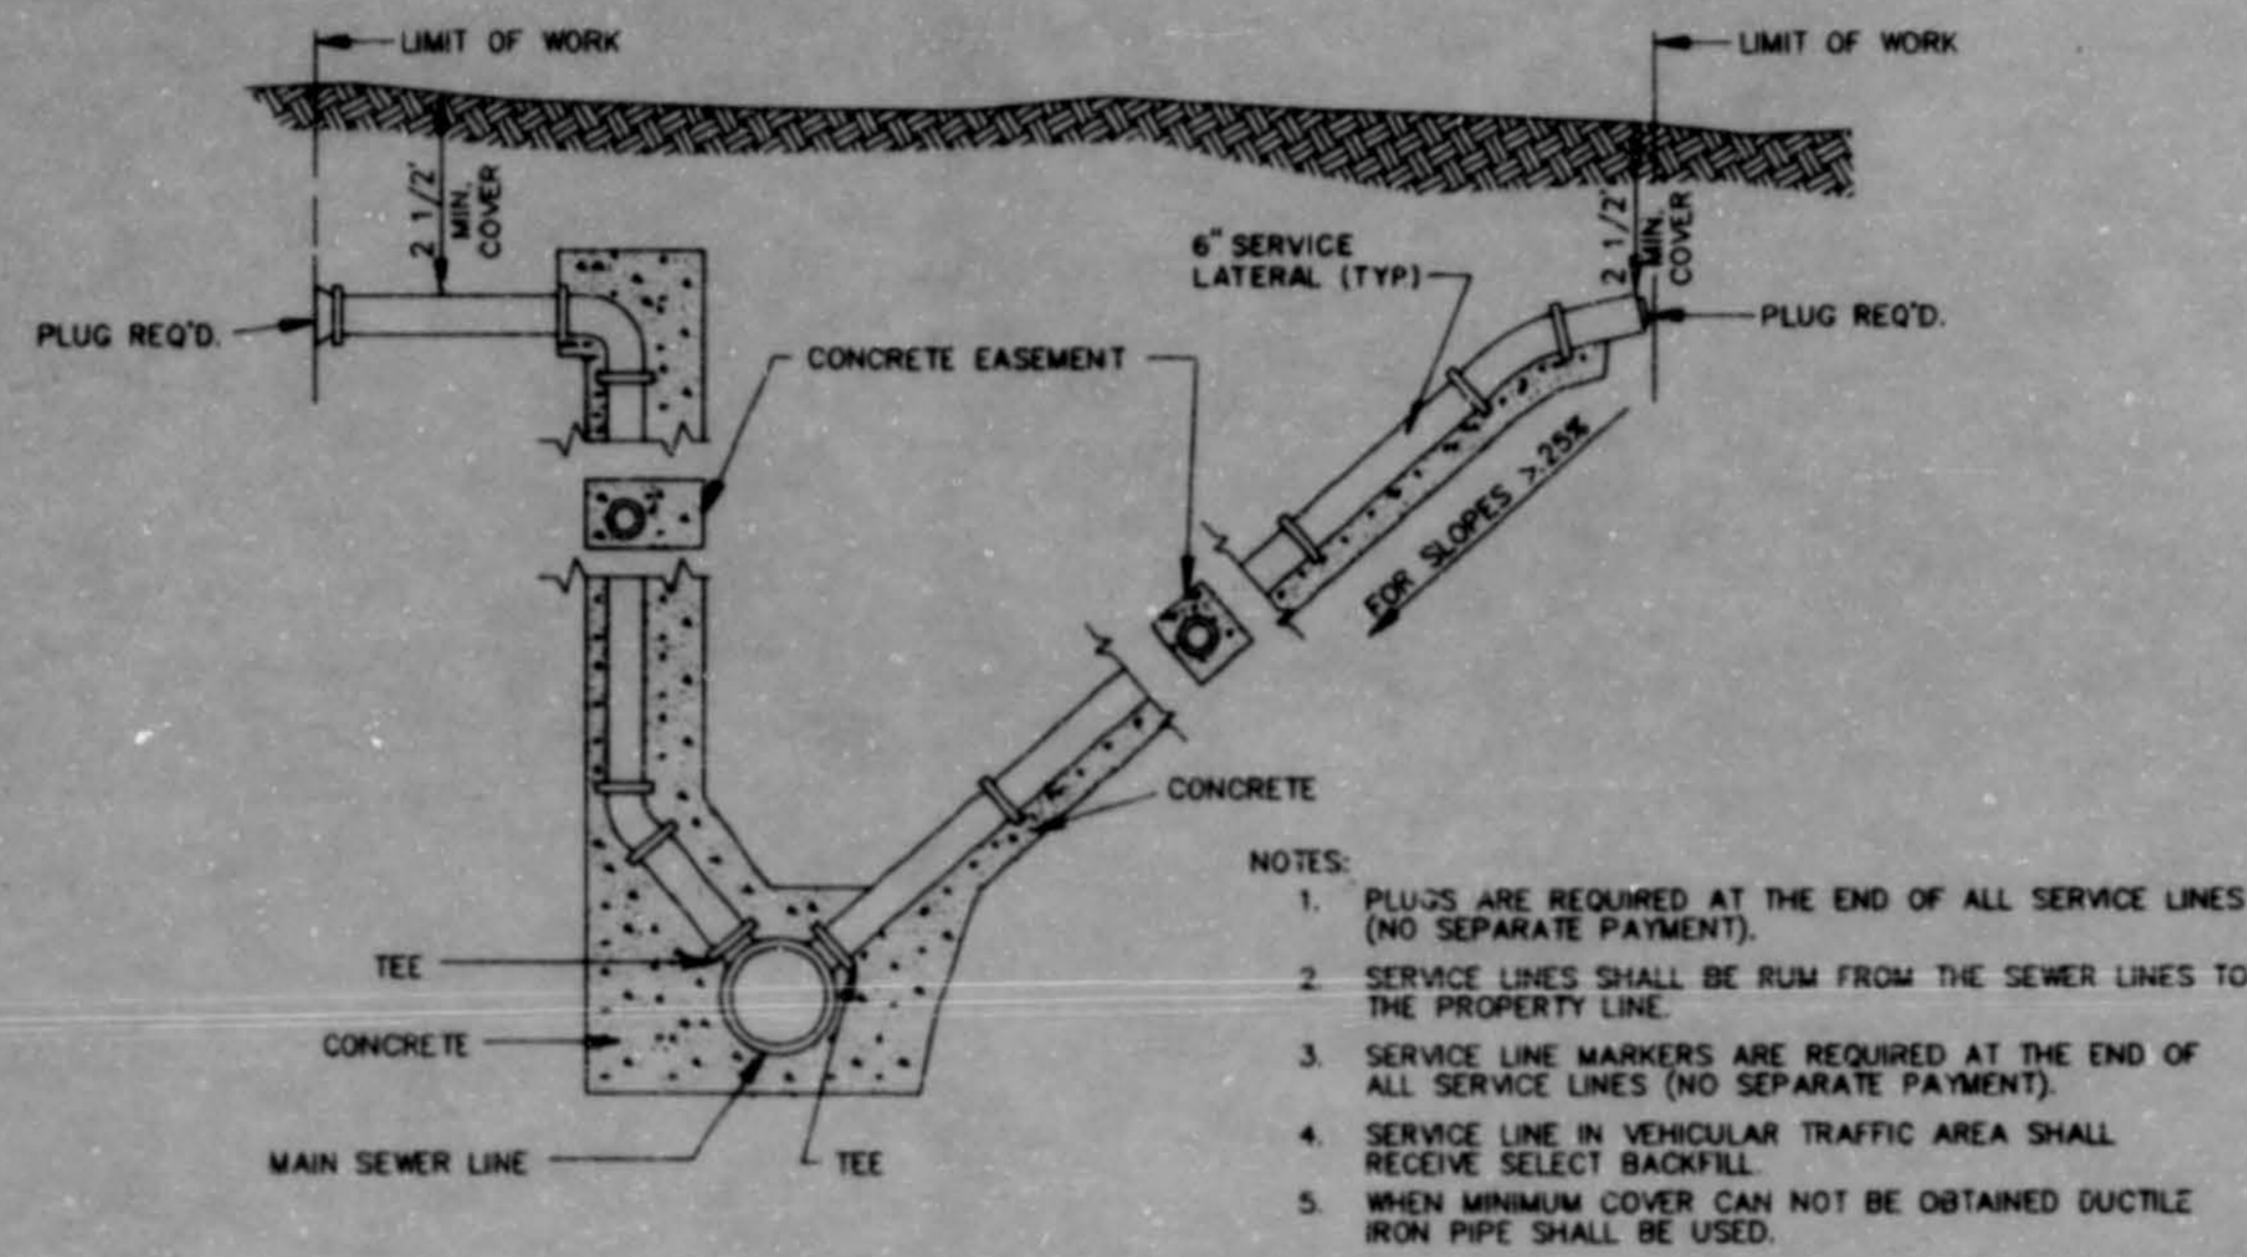 LIMIT OF WORK
LIMIT OF WORK
2 1/2'
MIN.
COVER
2 1/2'
MIN.
COVER
6" SERVICE
LATERAL (TYP.)
PLUG REQ'D.
PLUG REQ'D.
CONCRETE EASEMENT
FOR SLOPES >.25%
CONCRETE
TEE
CONCRETE
MAIN SEWER LINE
TEE
NOTES:
1. PLUGS ARE REQUIRED AT THE END OF ALL SERVICE LINES
(NO SEPARATE PAYMENT).
2. SERVICE LINES SHALL BE RUM FROM THE SEWER LINES TO
THE PROPERTY LINE.
3. SERVICE LINE MARKERS ARE REQUIRED AT THE END OF
ALL SERVICE LINES (NO SEPARATE PAYMENT).
4. SERVICE LINE IN VEHICULAR TRAFFIC AREA SHALL
RECEIVE SELECT BACKFILL.
5. WHEN MINIMUM COVER CAN NOT BE OBTAINED DUCTILE
IRON PIPE SHALL BE USED.